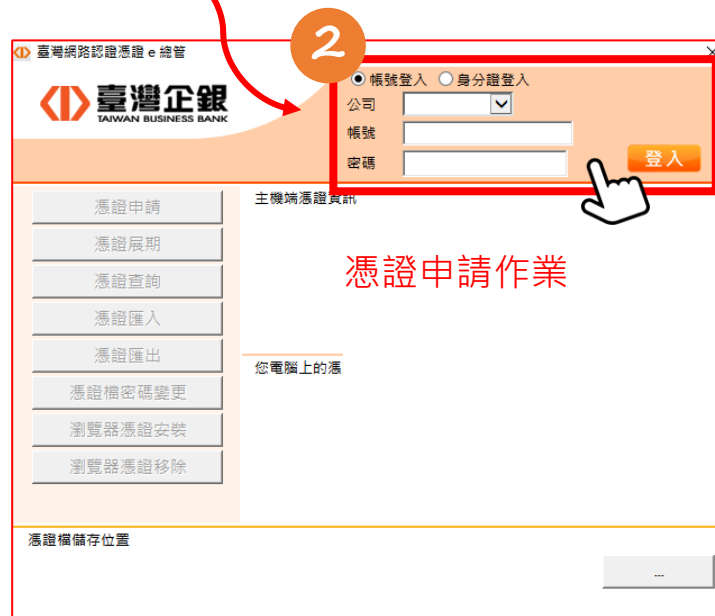 2
臺灣網路認證憑證 e 總管
臺灣企銀
TAIWAN BUSINESS BANK
帳號登入 身分證登入
公司
帳號
密碼
登入
憑證申請
憑證展期
憑證查詢
憑證匯入
憑證匯出
憑證檔密碼變更
瀏覽器憑證安裝
瀏覽器憑證移除
主機端憑證資訊
憑證申請作業
您電腦上的憑
憑證檔儲存位置
...